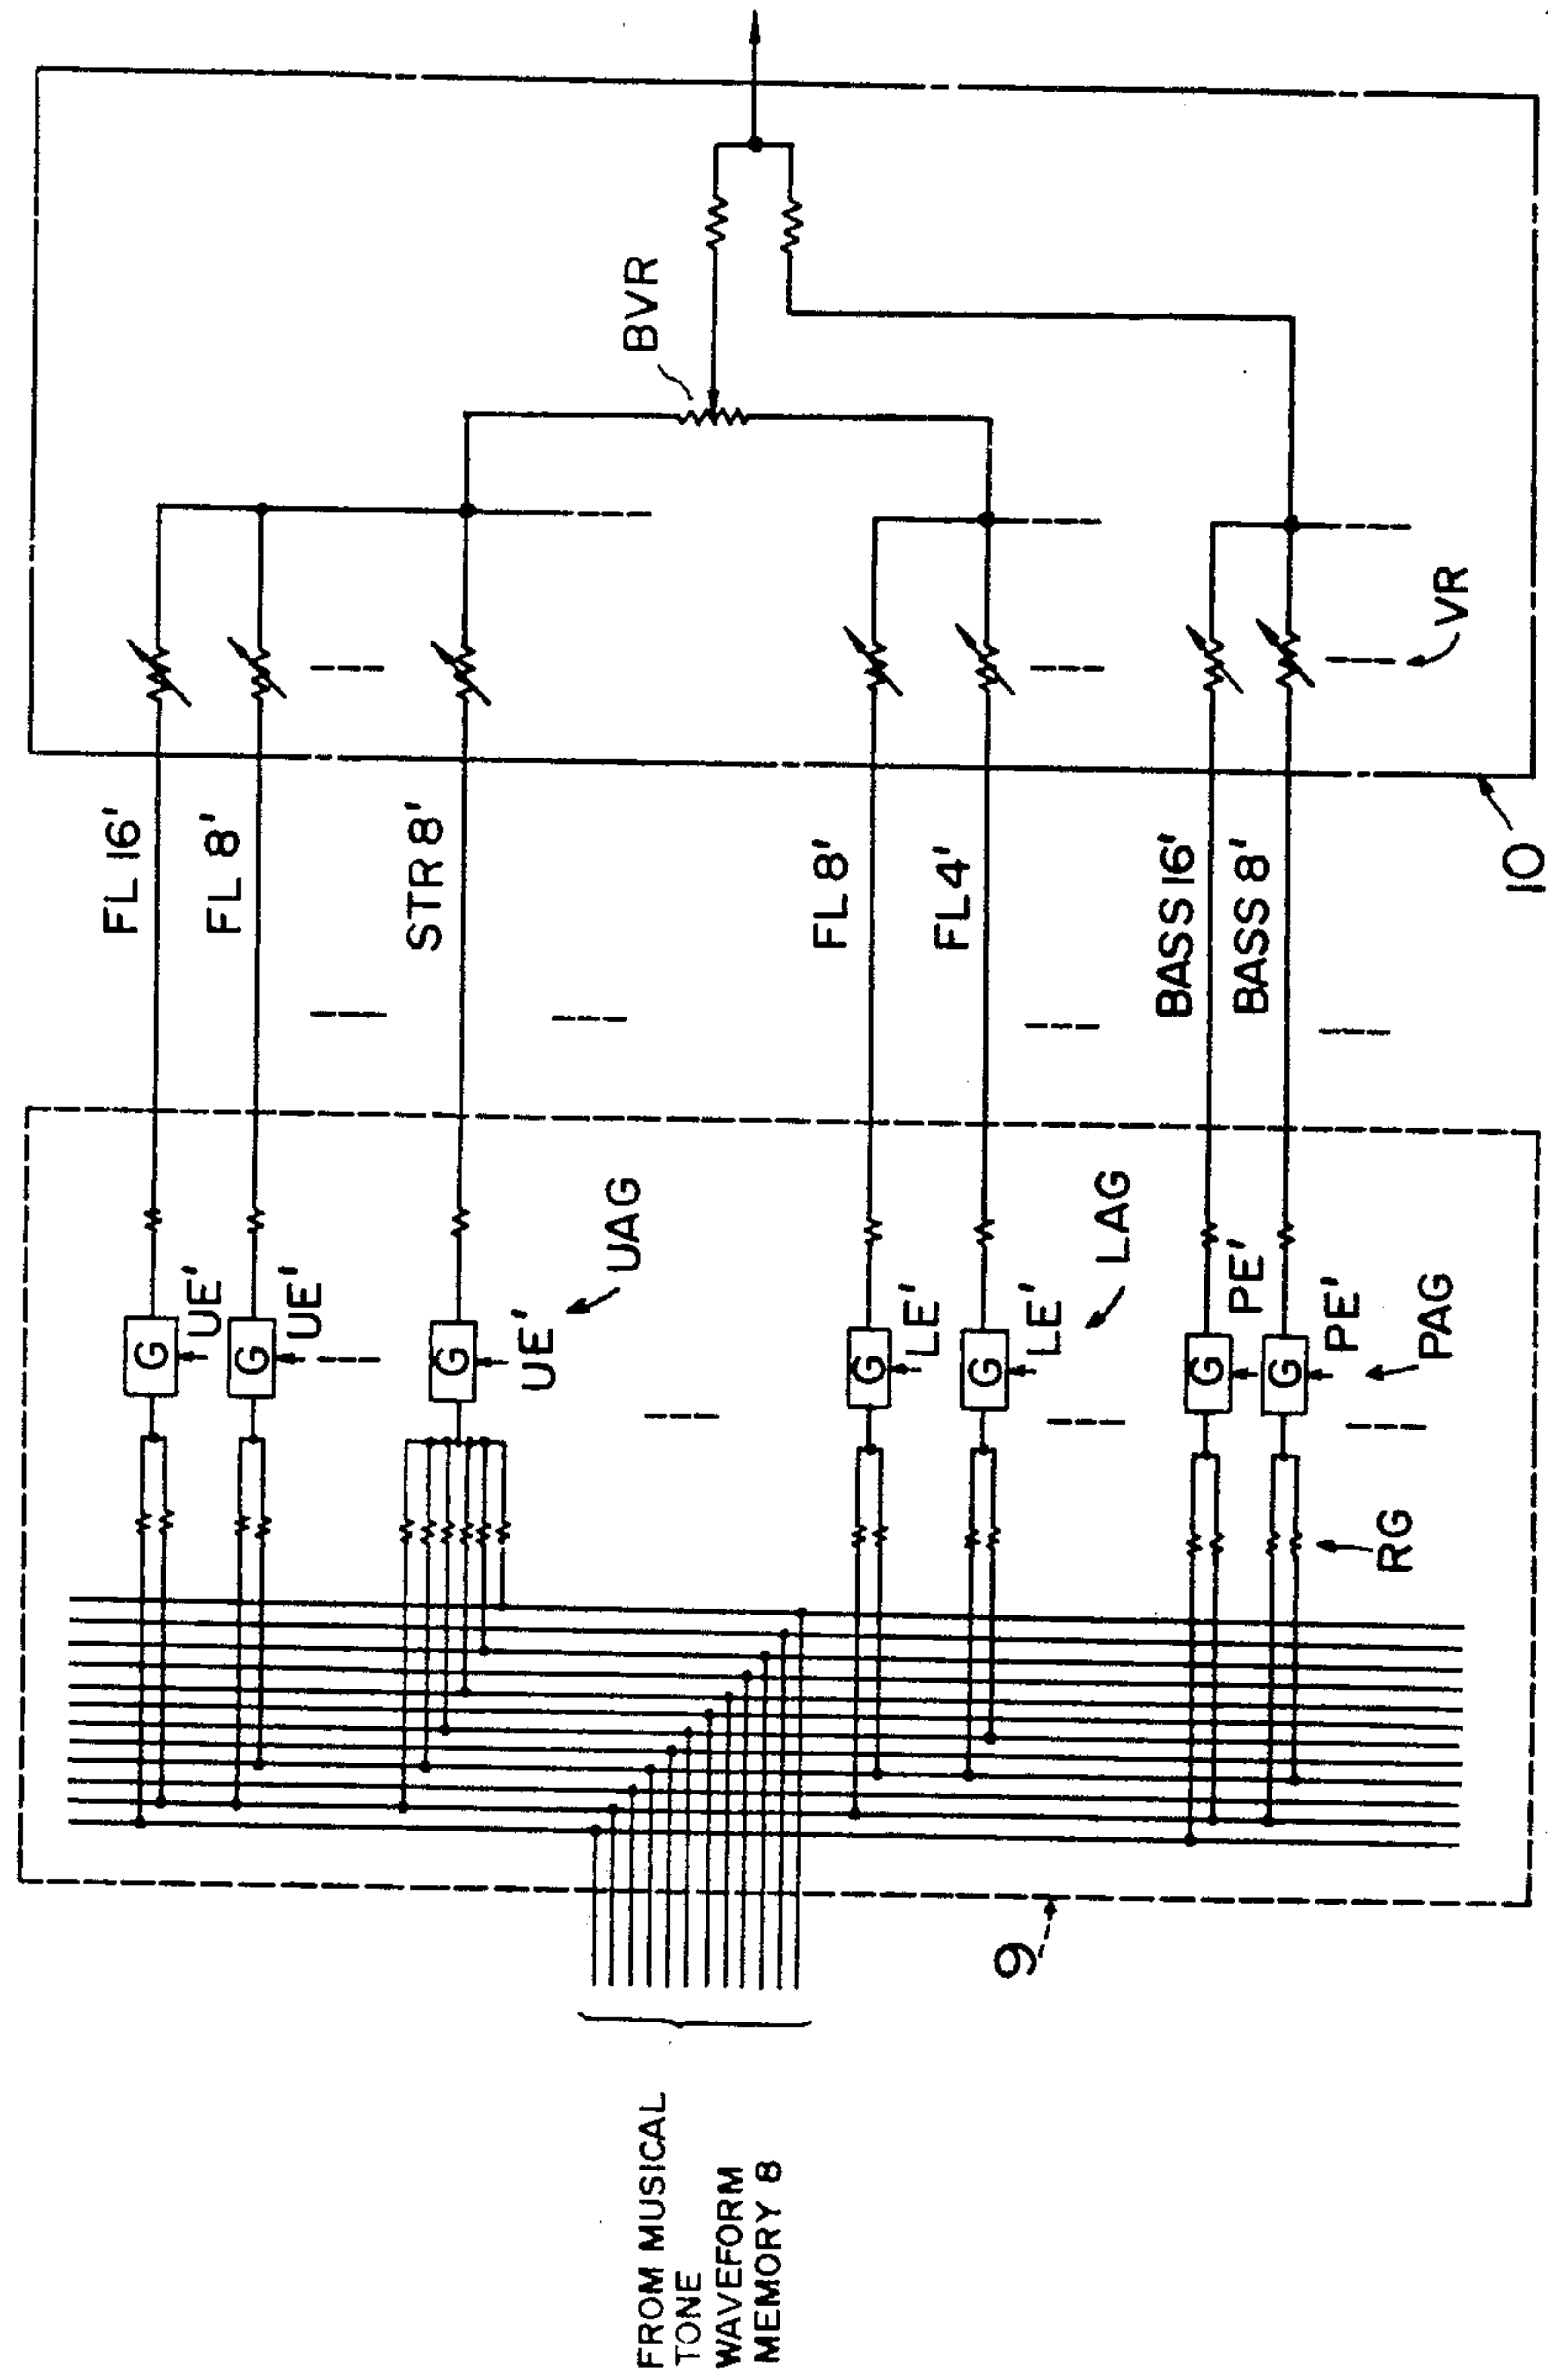 FROM MUSICAL
TONE
WAVEFORM
MEMORY 8
9
FL 16'
FL 8'
STR 8'
FL 8'
FL 4'
BASS 16'
BASS 8'
G
UE'
G
UE'
G
UE'
UAG
G
LE'
G
LE'
LAG
G
PE'
G
PE'
PAG
RG
BVR
VR
10